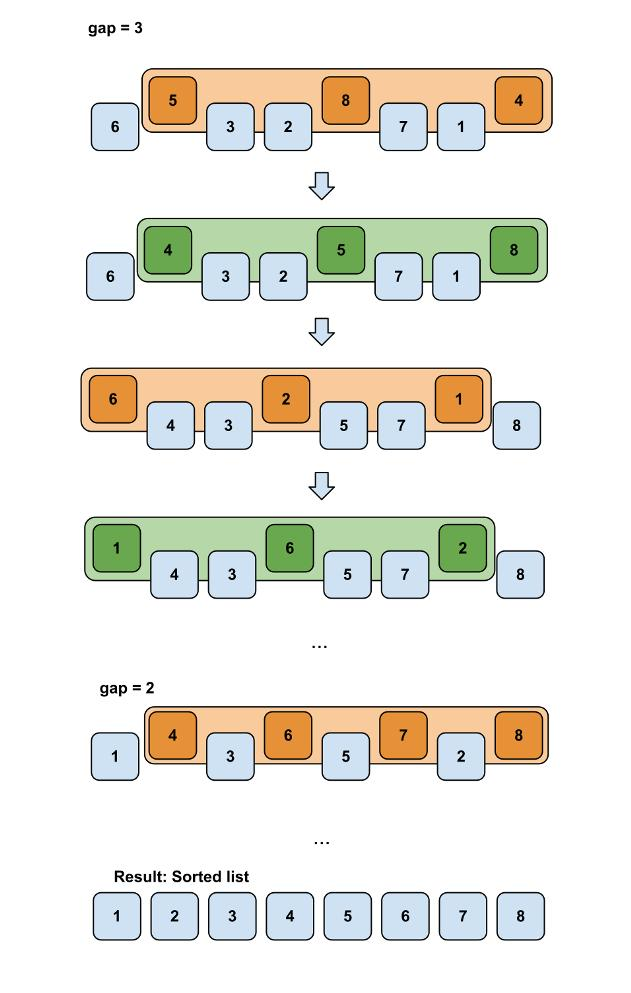 gap = 3
6 5 3 2 8 7 1 4
6 4 3 2 5 7 1 8
6 4 3 2 5 7 1 8
1 4 3 6 5 7 2 8
...
gap = 2
1 4 3 6 5 7 2 8
...
Result: Sorted list
1 2 3 4 5 6 7 8